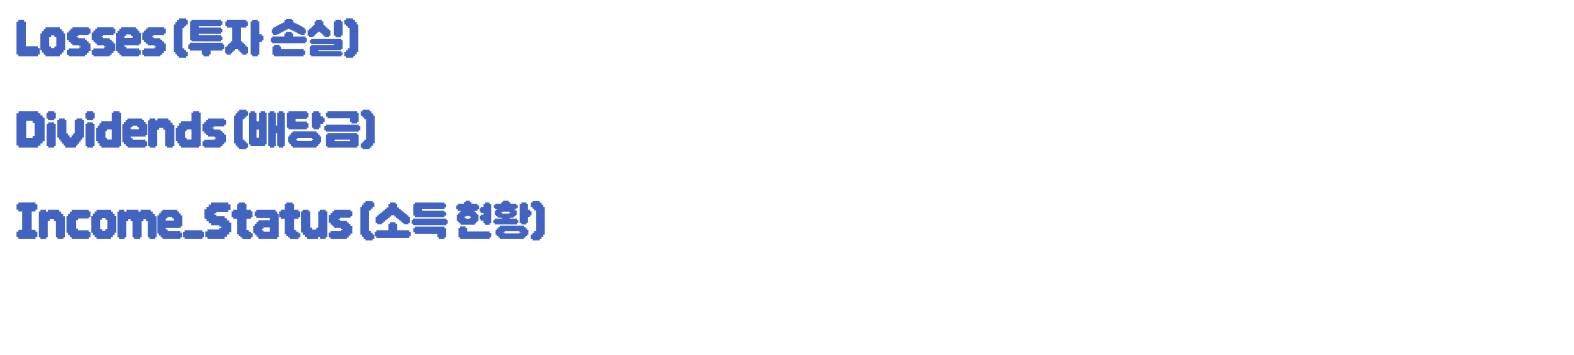 Losses (투자 손실)
Dividends (배당금)
Income_Status (소득 현황)